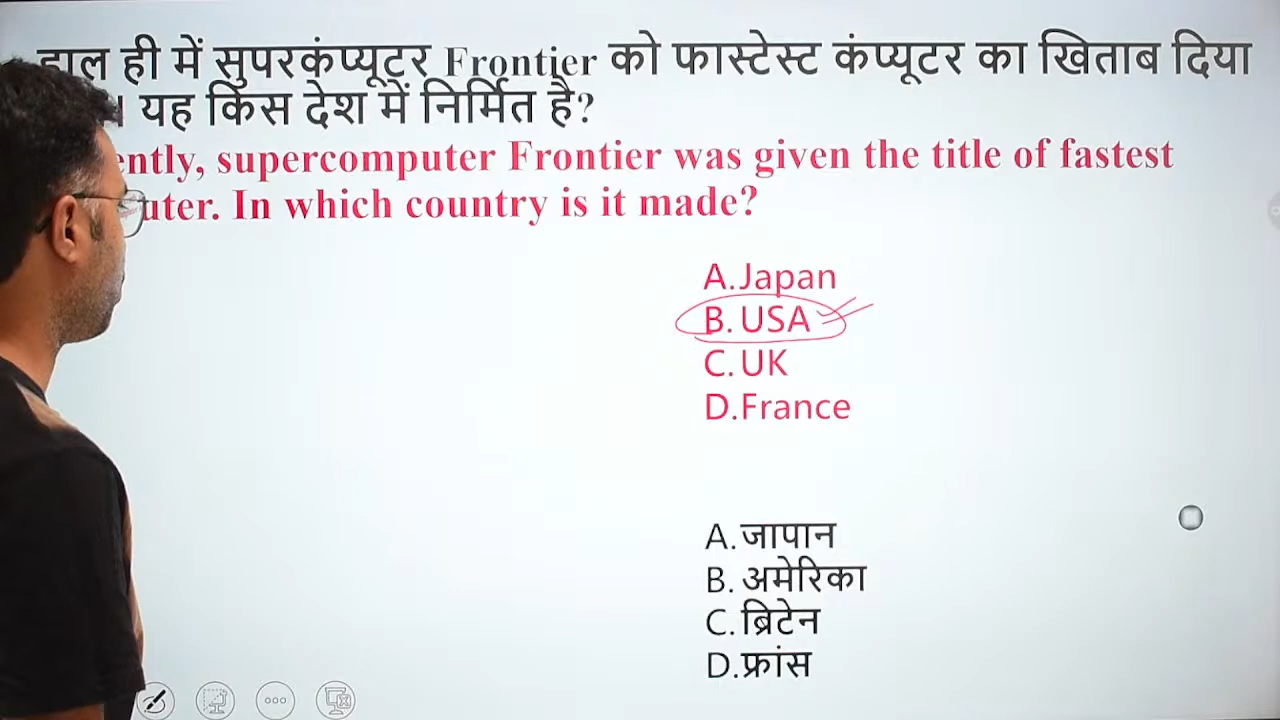 ही में सुपरकंप्यूटर Frontier को फास्टेस्ट कंप्यूटर का खिताब दिया
। यह किस देश में निर्मित है?
ently, supercomputer Frontier was given the title of fastest
uter. In which country is it made?
A.Japan
B. USA
C. UK
D.France
A.जापान
B. अमेरिका
C. ब्रिटेन
D.फ्रांस